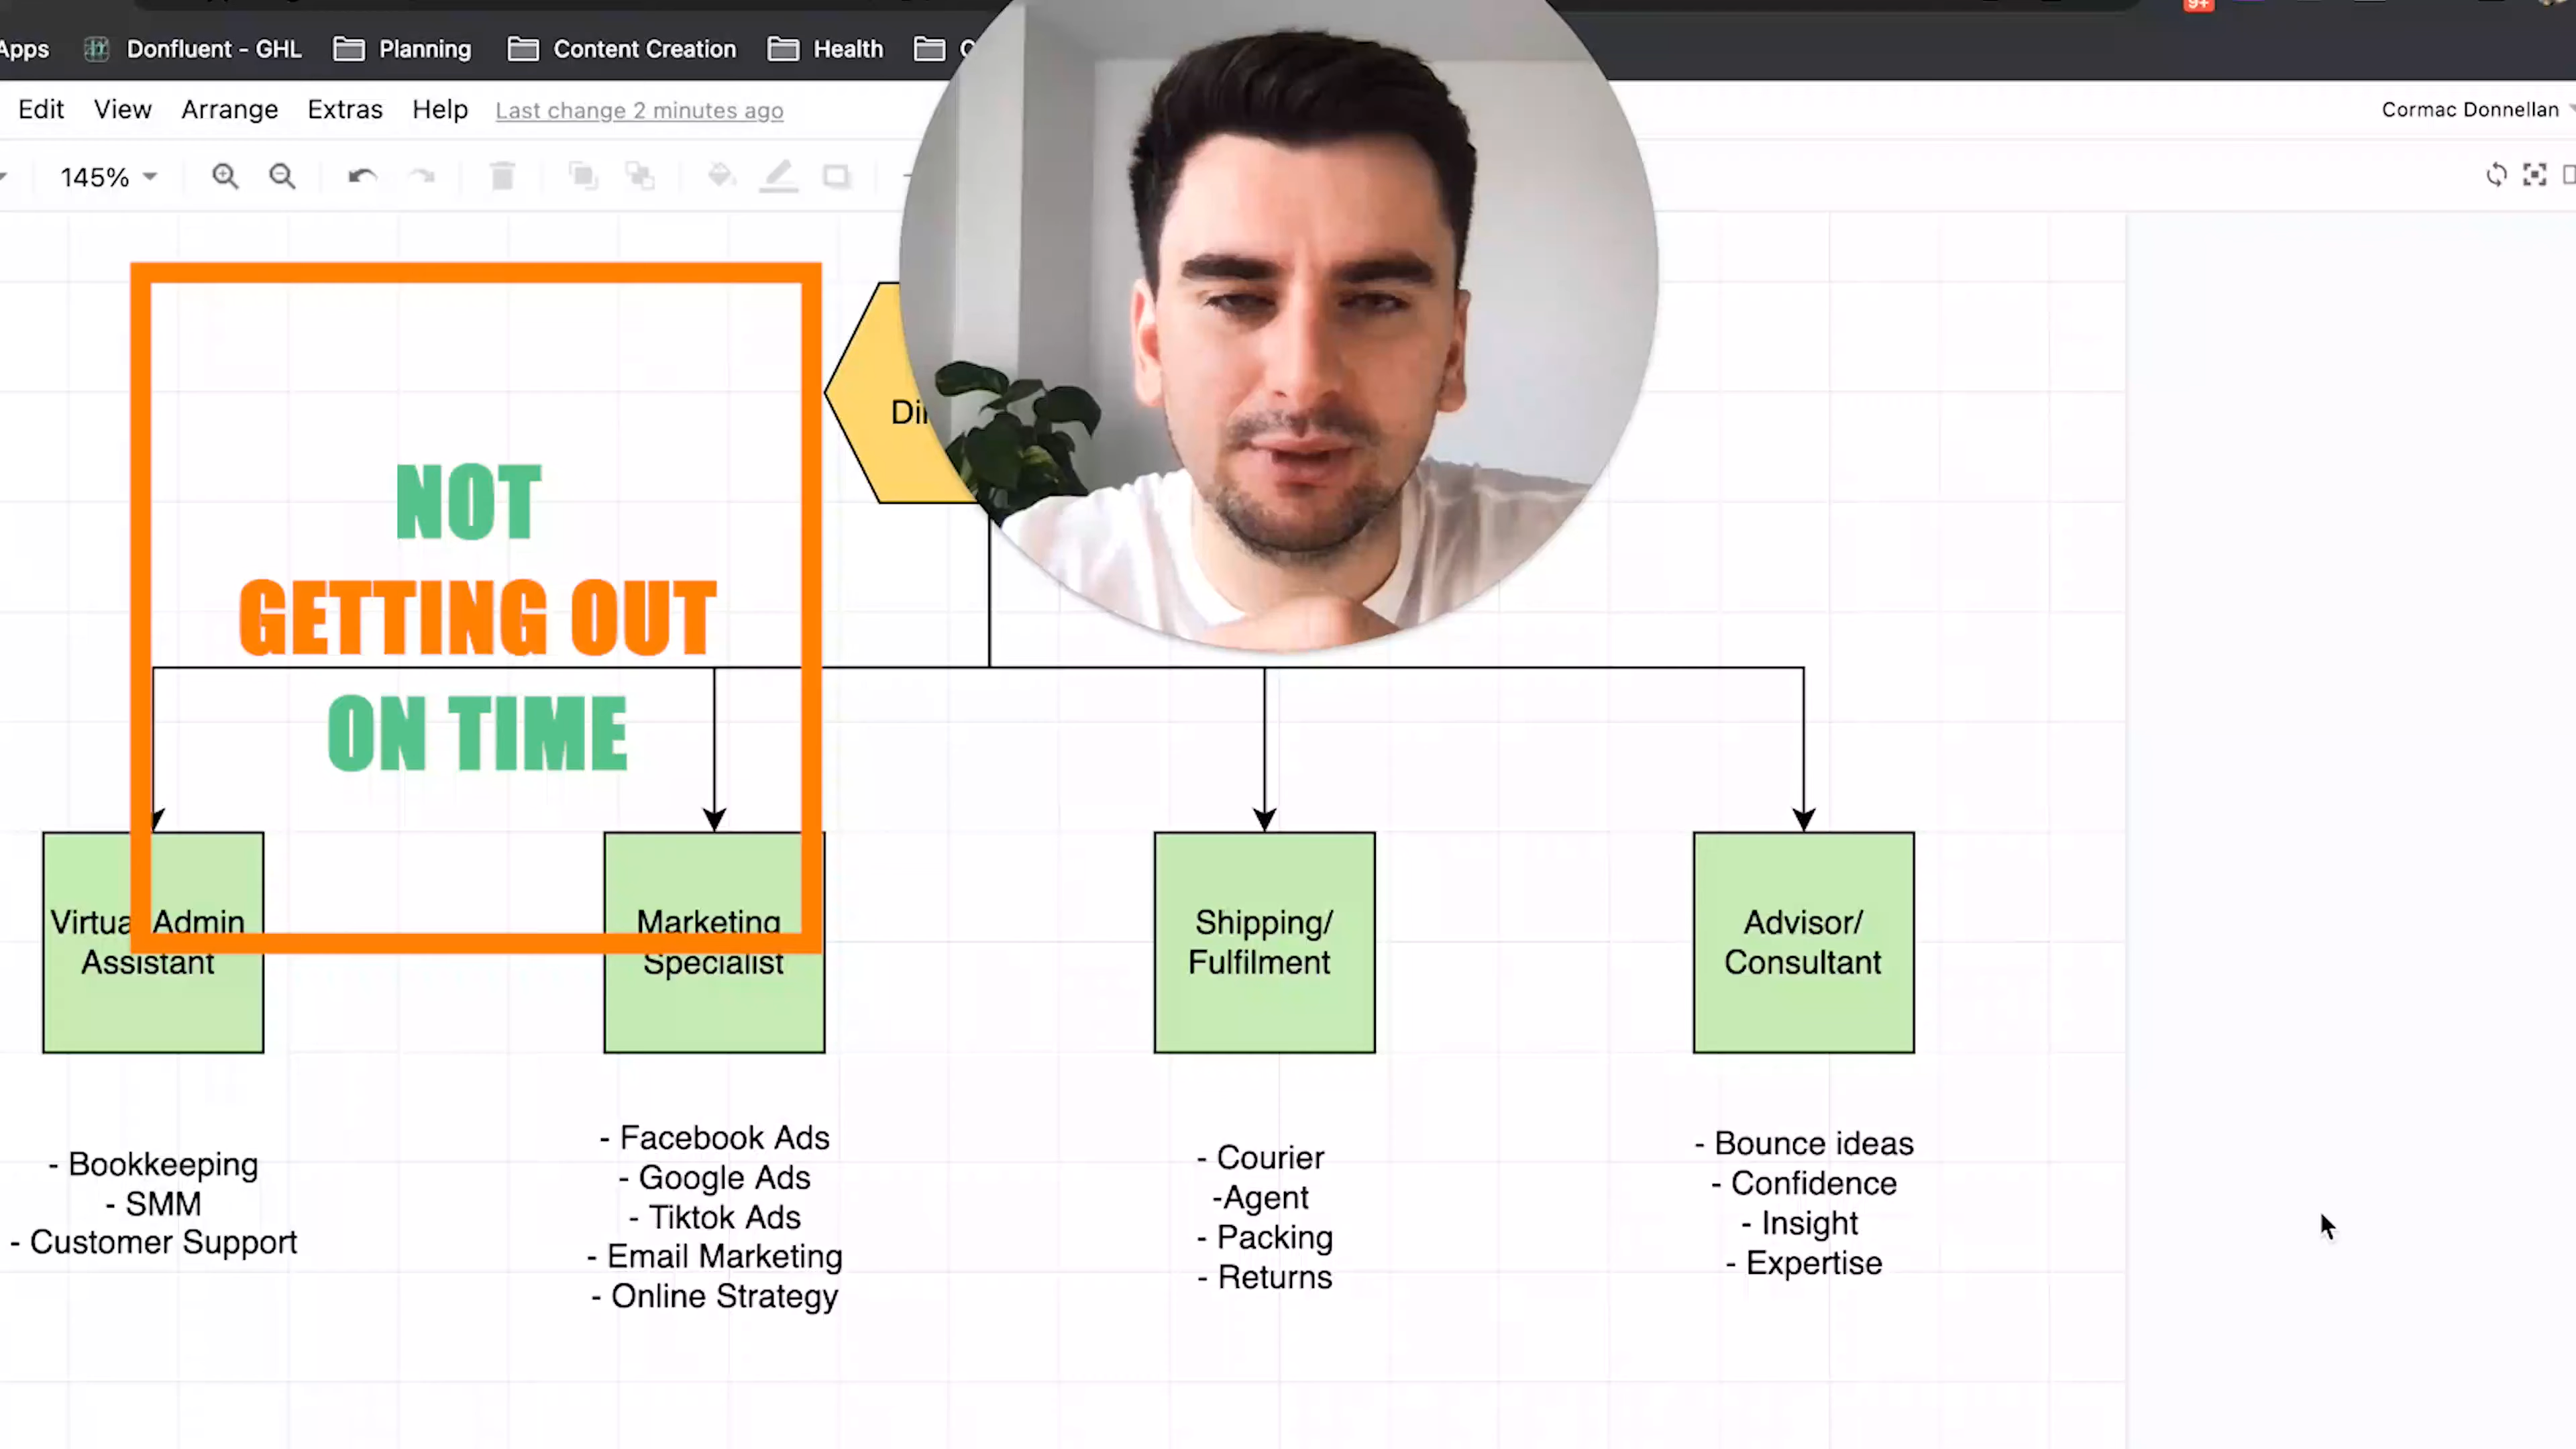 Apps
Donfluent - GHL
Planning
Content Creation
Health
9+
Edit
View
Arrange
Extras
Help
Last change 2 minutes ago
Cormac Donnellan
145%
NOT
GETTING OUT
ON TIME
Virtual Admin
Assistant
Marketing
Specialist
Shipping/
Fulfilment
Advisor/
Consultant
- Bookkeeping
- SMM
- Customer Support
- Facebook Ads
- Google Ads
- Tiktok Ads
- Email Marketing
- Online Strategy
- Courier
-Agent
- Packing
- Returns
- Bounce ideas
- Confidence
- Insight
- Expertise